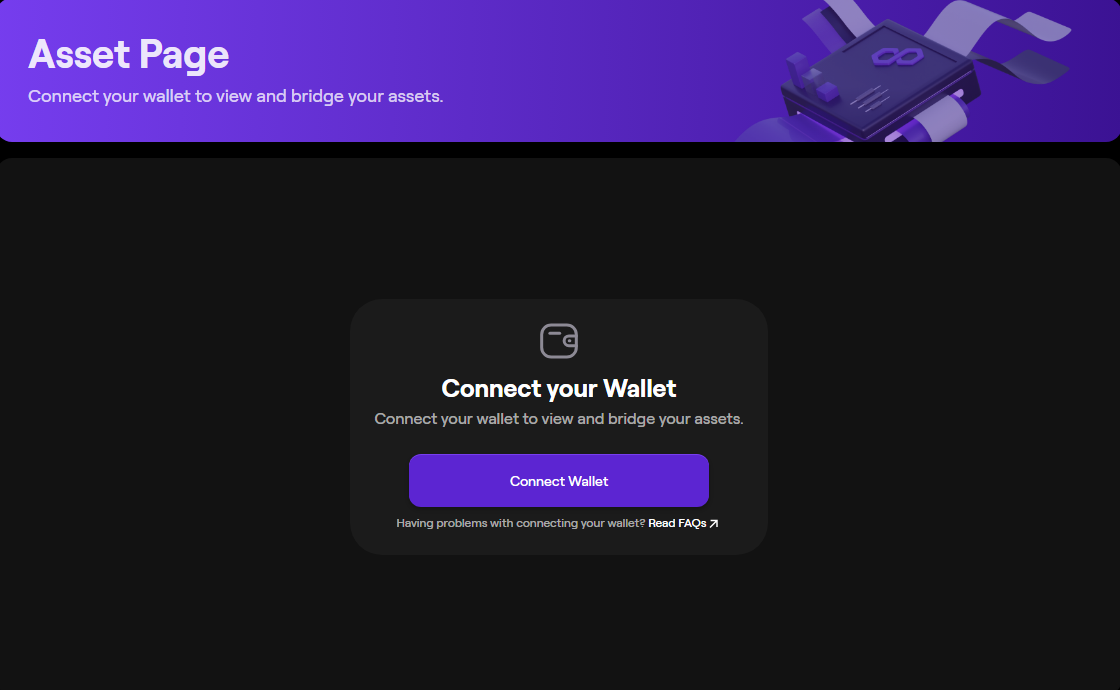 Asset Page
Connect your wallet to view and bridge your assets.
Connect your Wallet
Connect your wallet to view and bridge your assets.
Connect Wallet
Having problems with connecting your wallet? Read FAQs